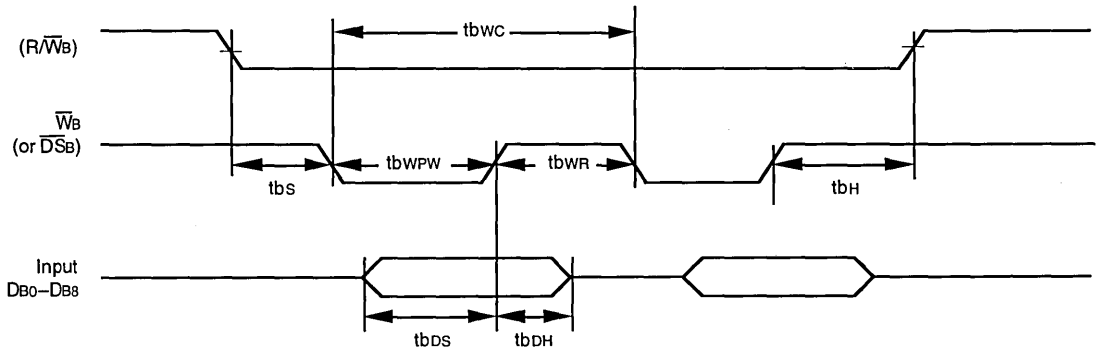 tbWC
(R/W̅B)
W̅B
(or D̅S̅B)
tbS
tbWPW
tbWR
tbH
Input
DB0–DB8
tbDS
tbDH